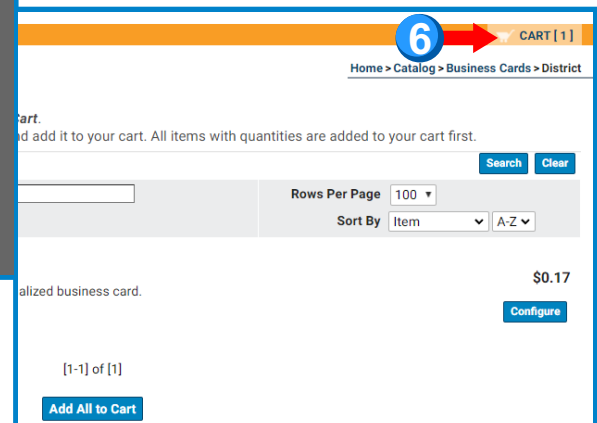 6
CART [ 1 ]
Home > Catalog > Business Cards > District
Cart.
nd add it to your cart. All items with quantities are added to your cart first.
Search Clear
Rows Per Page 100
Sort By Item A-Z
$0.17
alized business card.
Configure
[1-1] of [1]
Add All to Cart